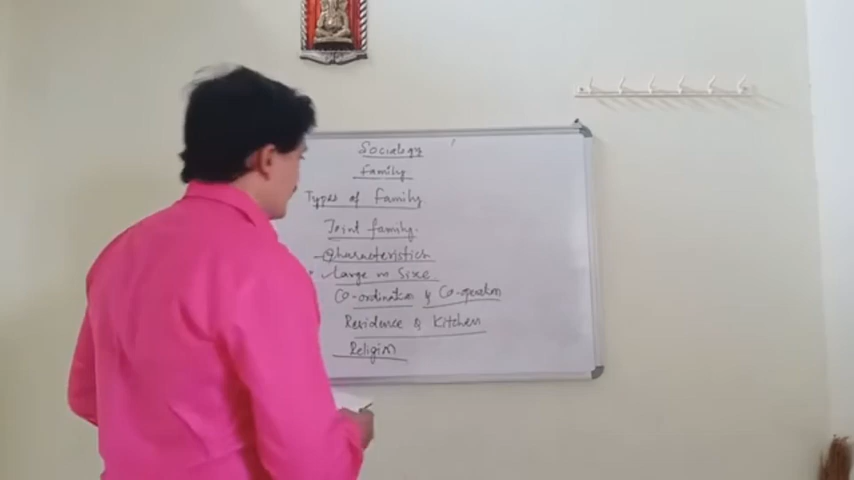 Sociology
Family
Types of Family
Joint family
- Characteristics
Large in Size
Co-ordination & Co-operation
Residence & Kitchen
Religion